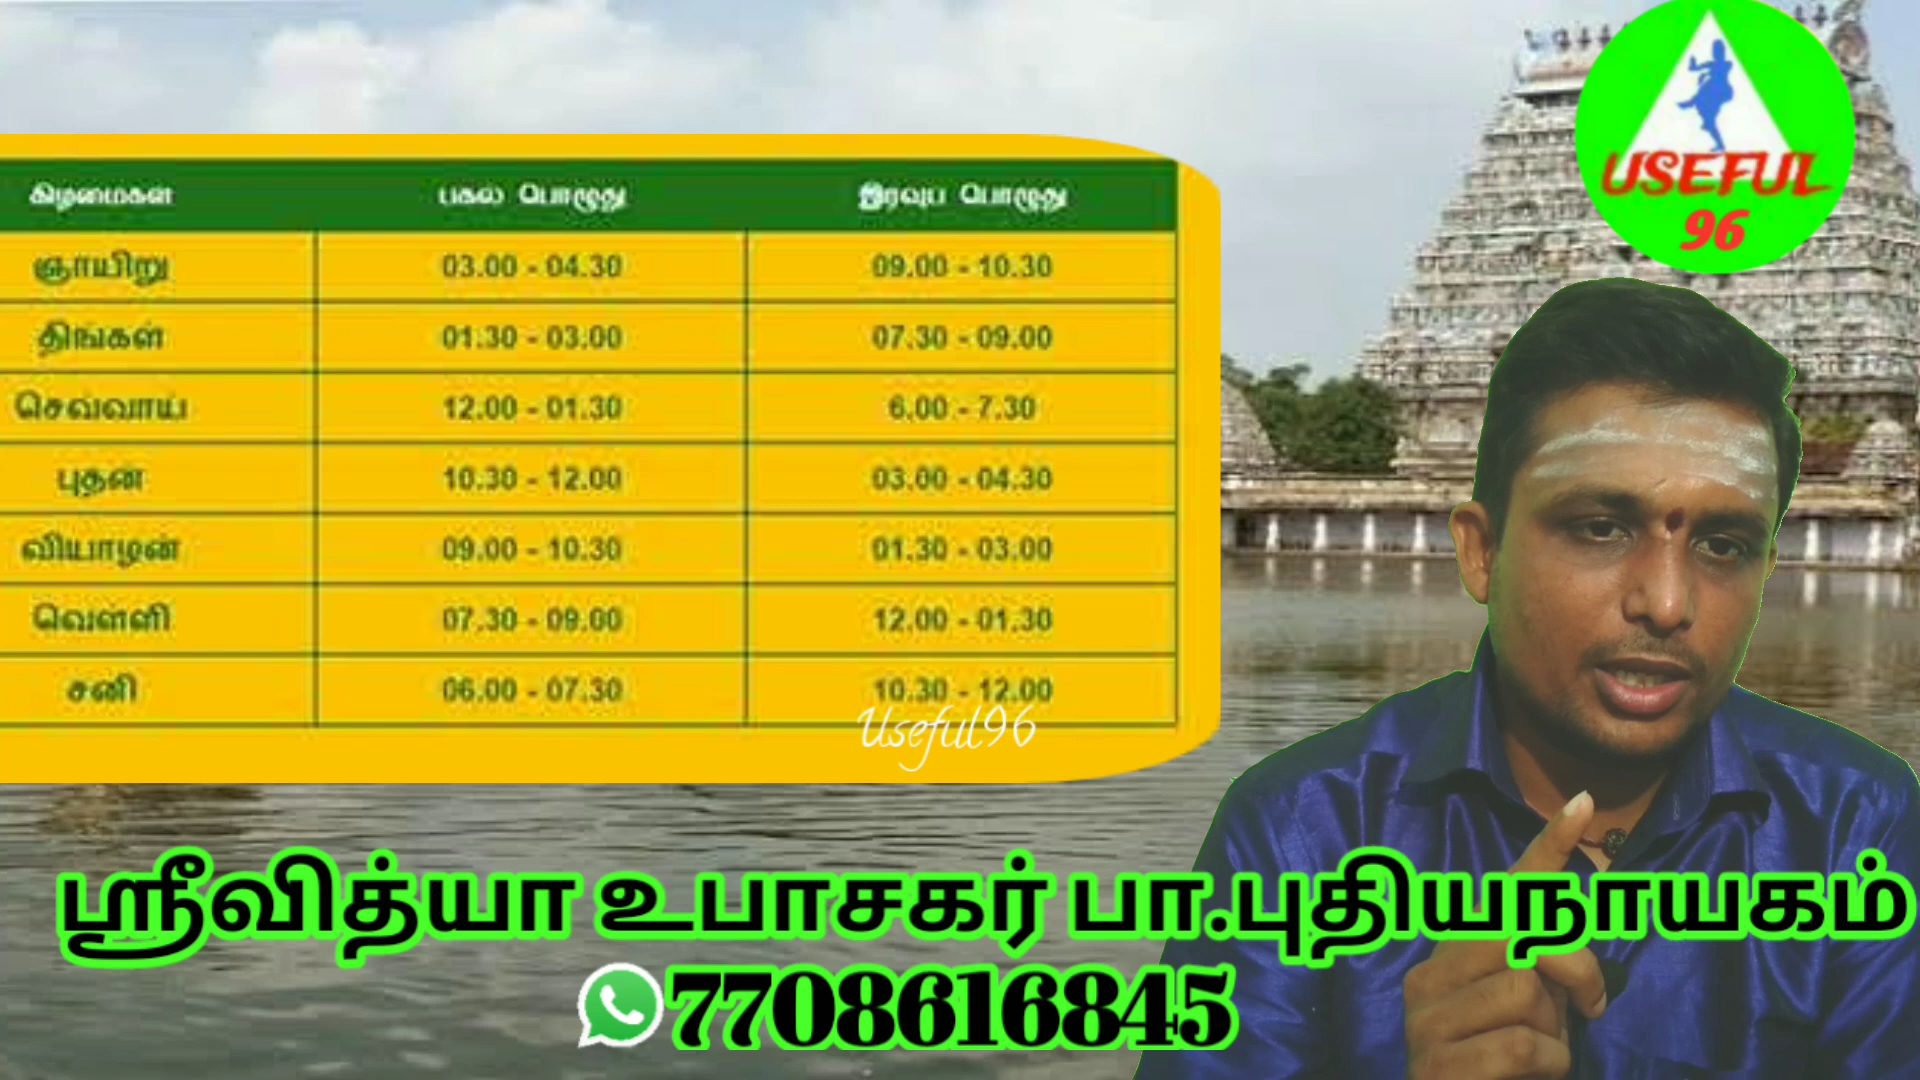 USEFUL
96
கிழமைகள் பகல் பொழுது இரவுப் பொழுது
ஞாயிறு 03.00 - 04.30 09.00 - 10.30
திங்கள் 01.30 - 03.00 07.30 - 09.00
செவ்வாய் 12.00 - 01.30 6.00 - 7.30
புதன் 10.30 - 12.00 03.00 - 04.30
வியாழன் 09.00 - 10.30 01.30 - 03.00
வெள்ளி 07.30 - 09.00 12.00 - 01.30
சனி 06.00 - 07.30 10.30 - 12.00
Useful96
ஸ்ரீவித்யா உபாசகர் பா.புதியநாயகம்
7708616845